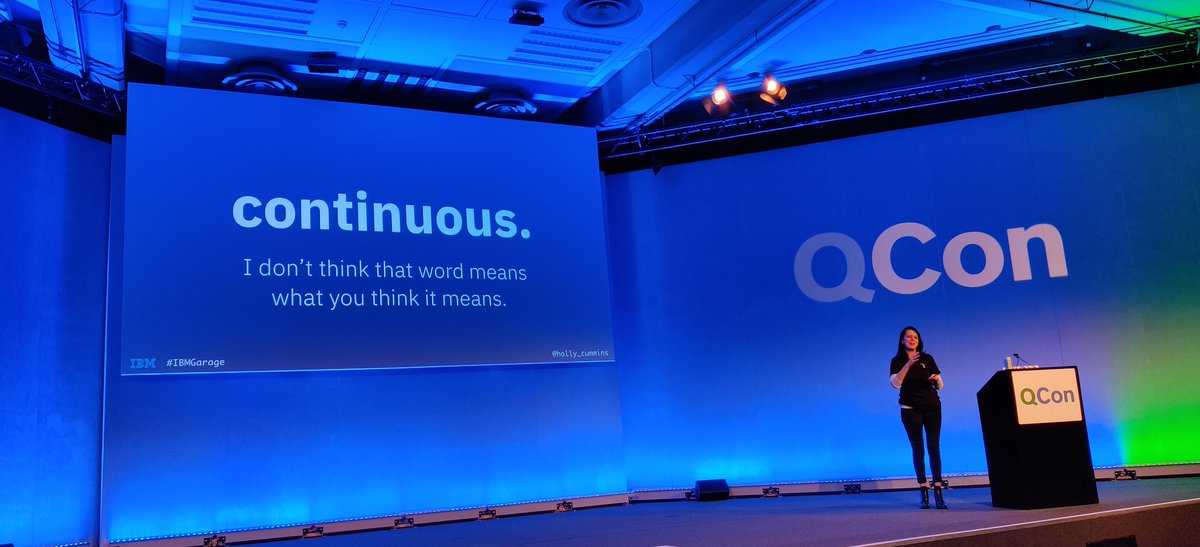 continuous.
I don't think that word means
what you think it means.
IBM #IBMGarage
@holly_cummins
QCon
QCon